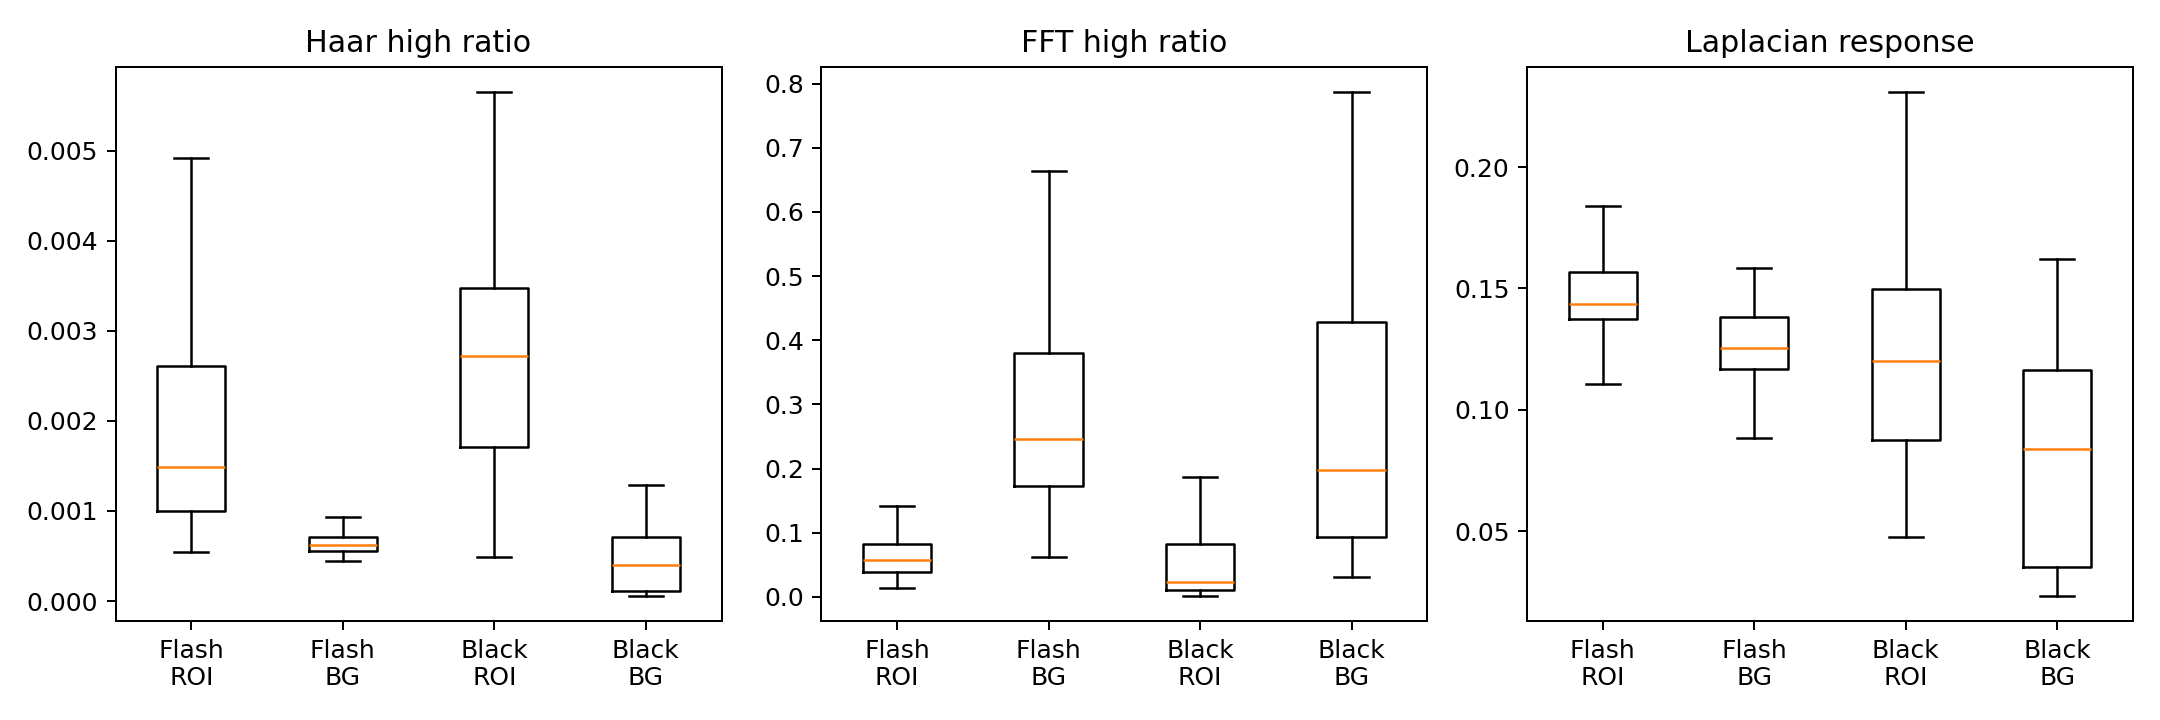 Haar high ratio
0.005
0.004
0.003
0.002
0.001
0.000
Flash
ROI
Flash
BG
Black
ROI
Black
BG
FFT high ratio
0.8
0.7
0.6
0.5
0.4
0.3
0.2
0.1
0.0
Flash
ROI
Flash
BG
Black
ROI
Black
BG
Laplacian response
0.20
0.15
0.10
0.05
Flash
ROI
Flash
BG
Black
ROI
Black
BG